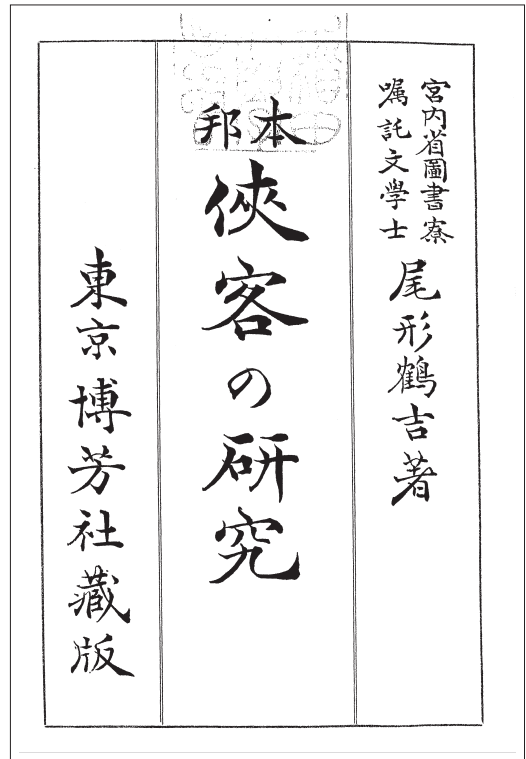 宮内省圖書寮
嘱託文學士
尾形鶴吉著
本邦
俠客の研究
東京博芳社藏版